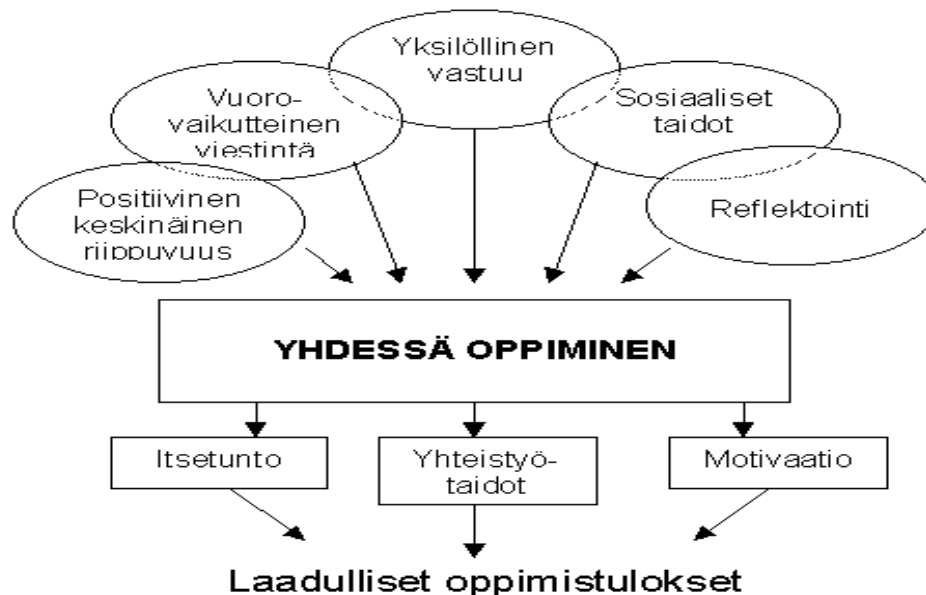 Yksilöllinen
vastuu
Vuoro-
vaikutteinen
viestintä
Sosiaaliset
taidot
Positiivinen
keskinäinen
riippuvuus
Reflektointi
YHDESSÄ OPPIMINEN
Itsetunto
Yhteistyö-
taidot
Motivaatio
Laadulliset oppimistulokset